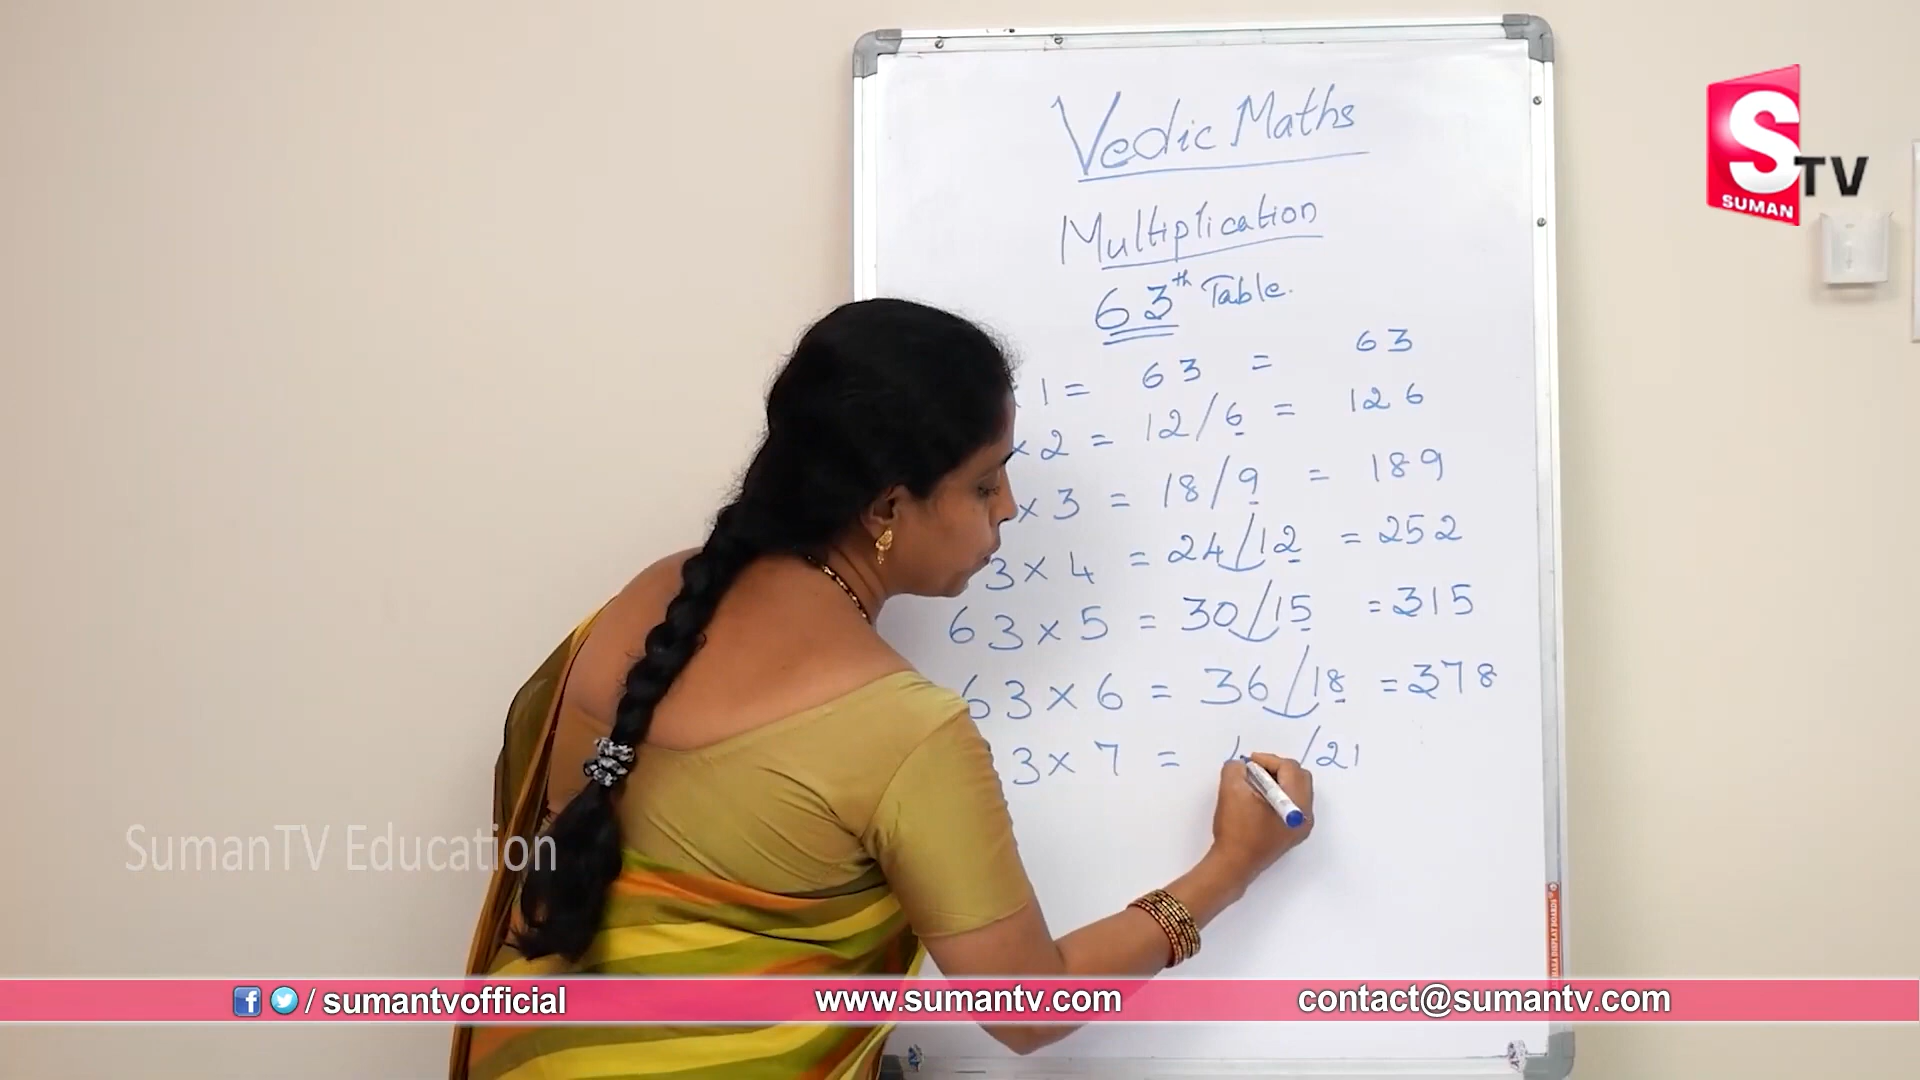 Vedic Maths
Multiplication
63th Table.
1 = 63 = 63
× 2 = 12/6 = 126
× 3 = 18/9 = 189
3 × 4 = 24/12 = 252
63 × 5 = 30/15 = 315
63 × 6 = 36/18 = 378
3 × 7 = /21
S TV
SUMAN
SumanTV Education
/ sumantvofficial
www.sumantv.com
contact@sumantv.com